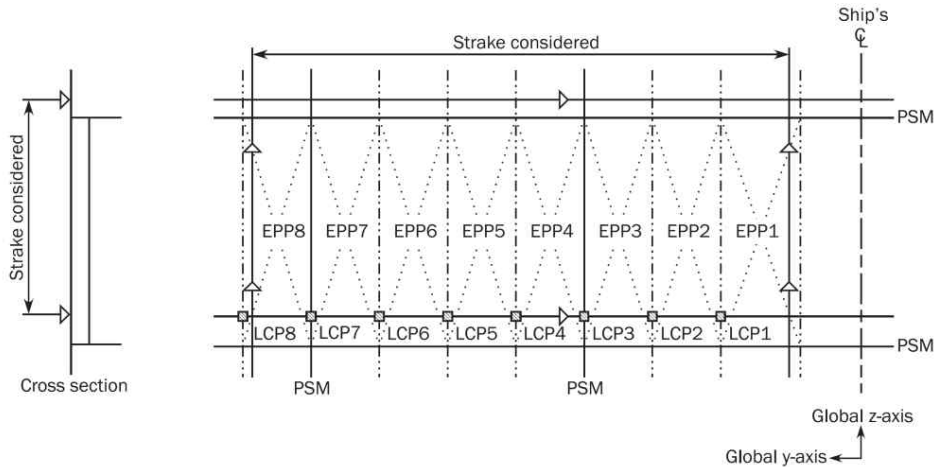 Ship's
℄
Strake considered
PSM
Strake considered
EPP8 EPP7 EPP6 EPP5 EPP4 EPP3 EPP2 EPP1
LCP8 LCP7 LCP6 LCP5 LCP4 LCP3 LCP2 LCP1
PSM
Cross section PSM PSM
Global z-axis
Global y-axis